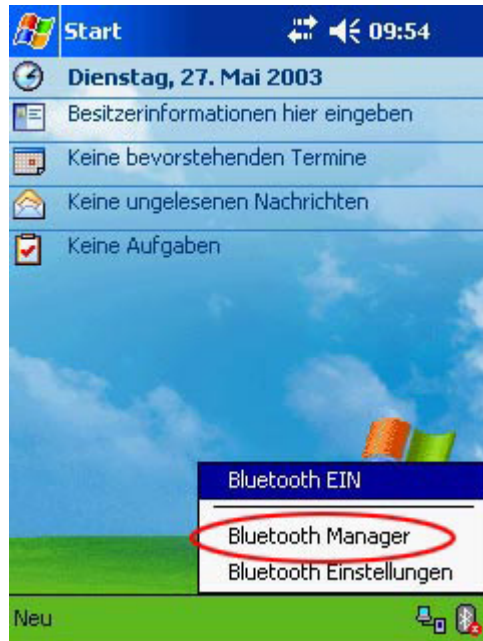 Start 09:54
Dienstag, 27. Mai 2003
Besitzerinformationen hier eingeben
Keine bevorstehenden Termine
Keine ungelesenen Nachrichten
Keine Aufgaben
Bluetooth EIN
Bluetooth Manager
Bluetooth Einstellungen
Neu